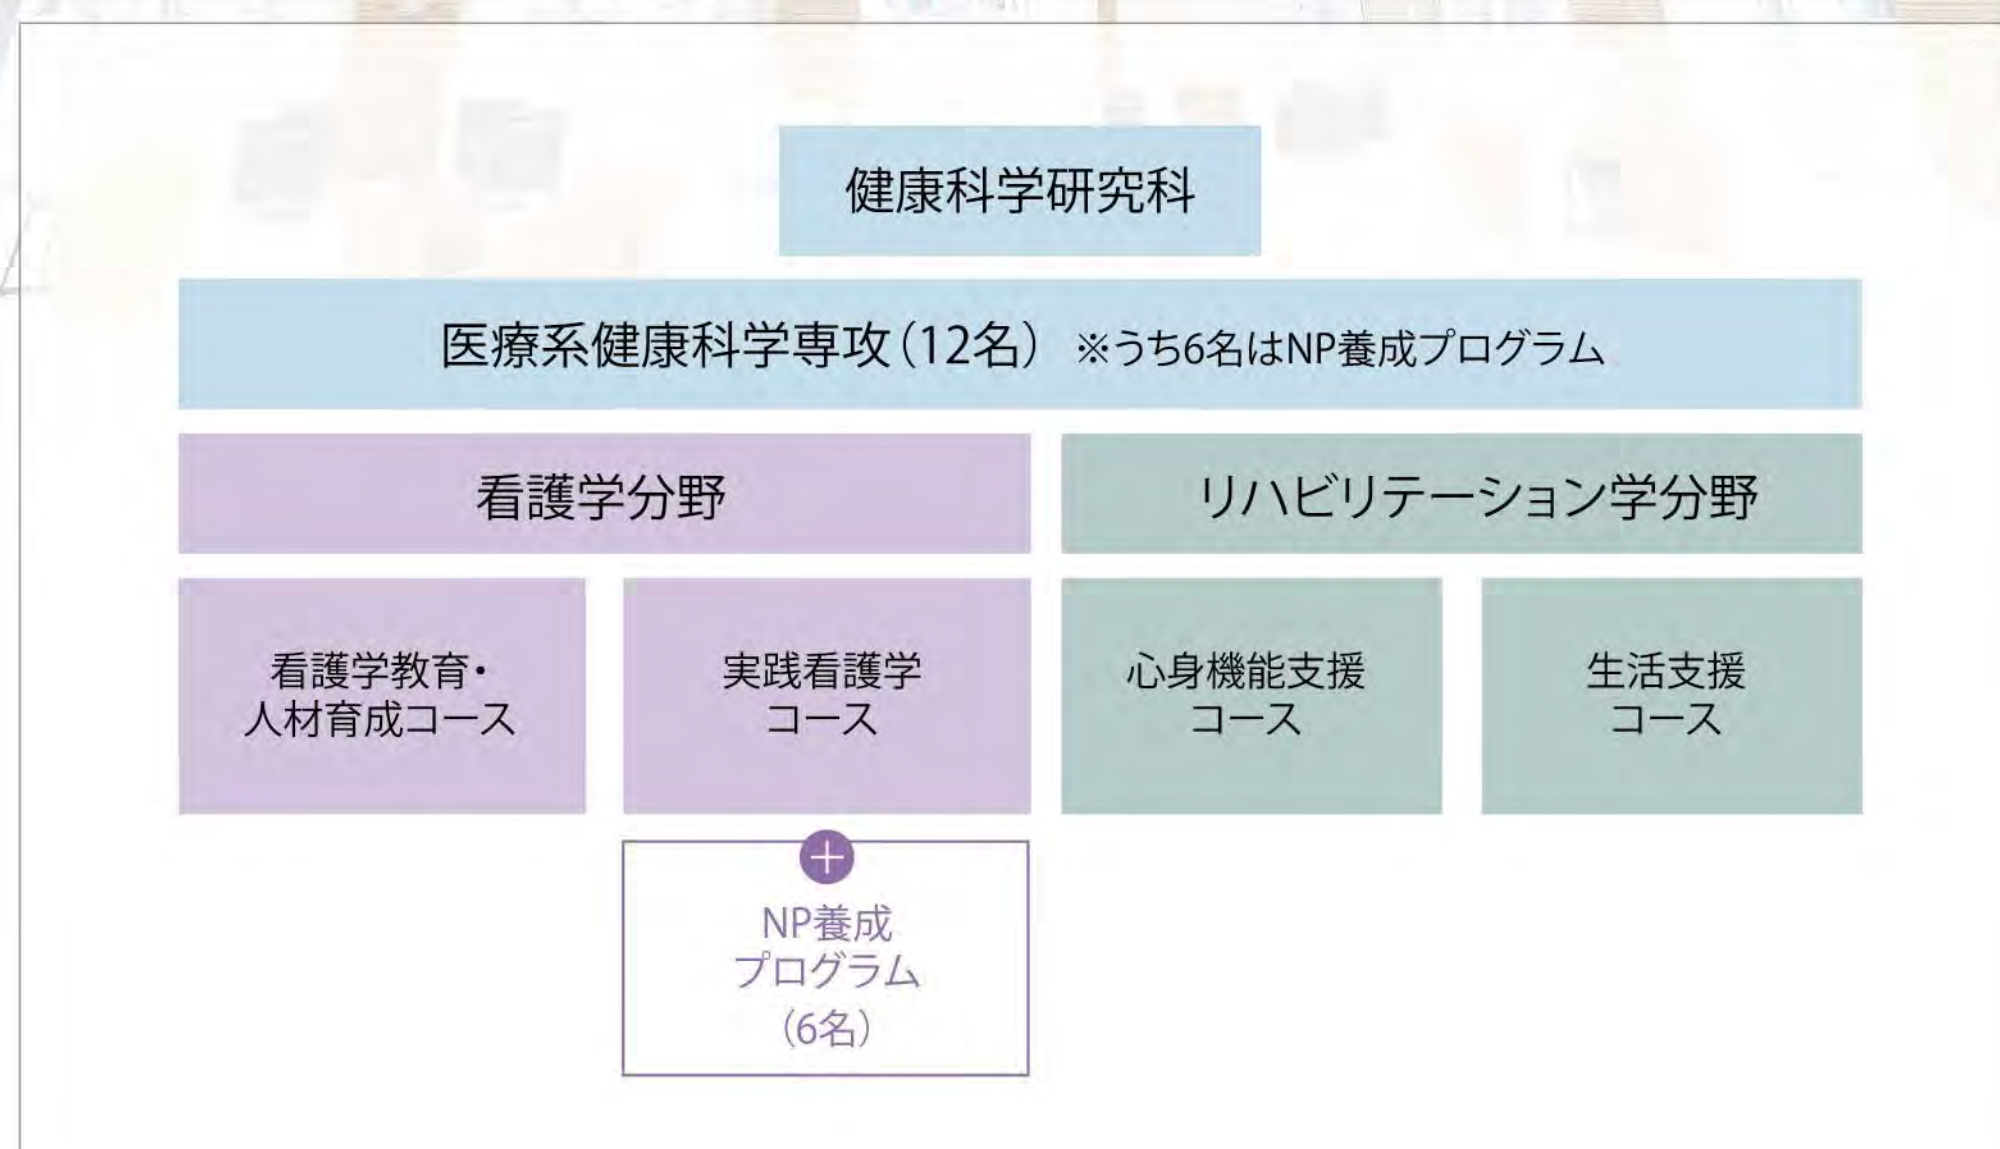 健康科学研究科
医療系健康科学専攻（12名） ※うち6名はNP養成プログラム
看護学分野
リハビリテーション学分野
看護学教育・
人材育成コース
実践看護学
コース
心身機能支援
コース
生活支援
コース
＋
NP養成
プログラム
（6名）